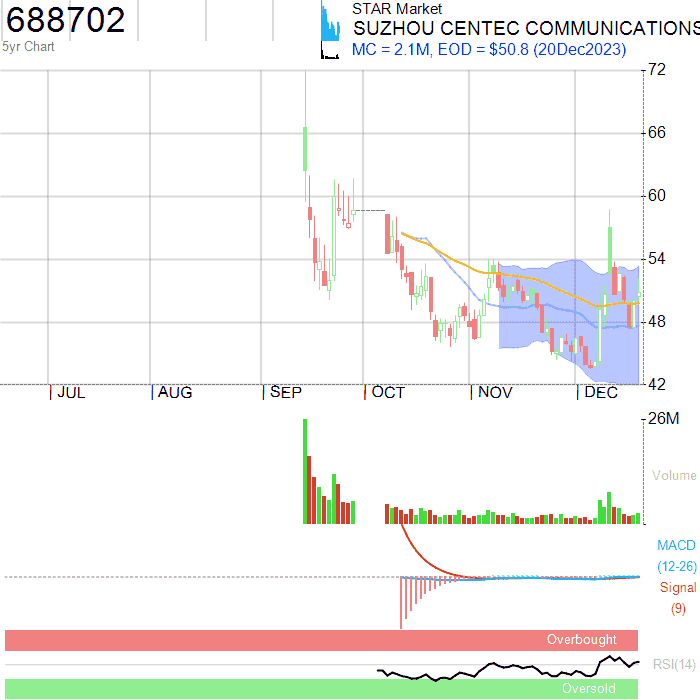 688702
STAR Market
SUZHOU CENTEC COMMUNICATIONS
5yr Chart
MC = 2.1M, EOD = $50.8 (20Dec2023)
72
66
60
54
48
42
JUL AUG SEP OCT NOV DEC
26M
Volume
MACD
(12-26)
Signal
(9)
Overbought
RSI(14)
Oversold